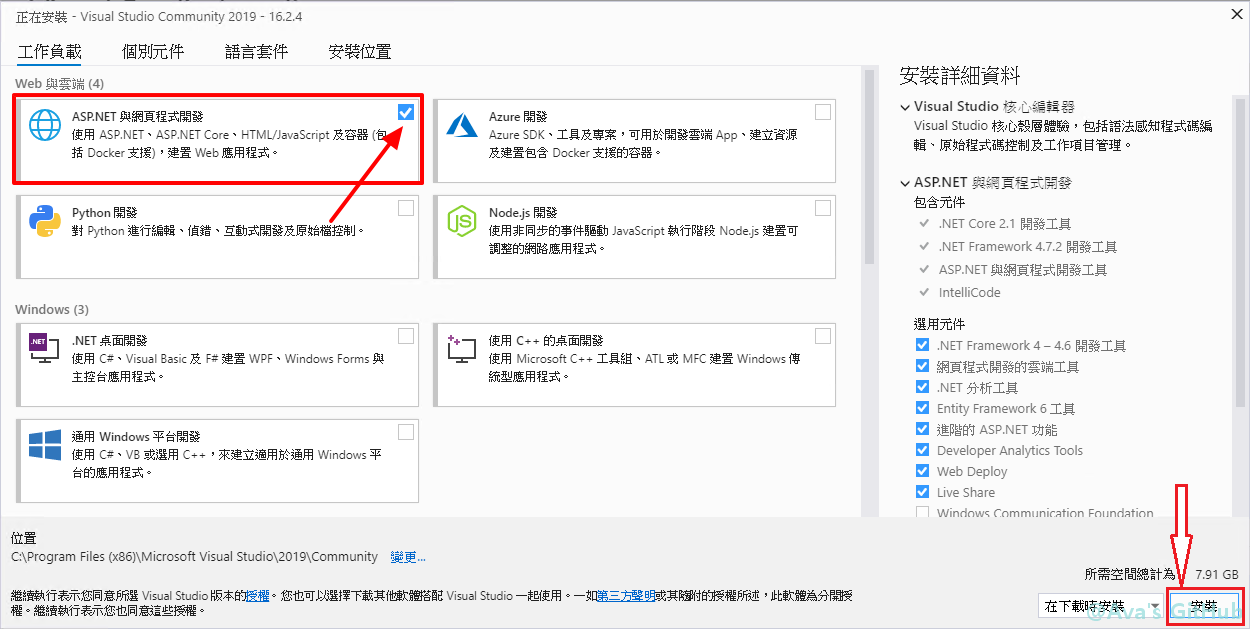 正在安裝 - Visual Studio Community 2019 - 16.2.4
工作負載 個別元件 語言套件 安裝位置
Web 與雲端 (4)
ASP.NET 與網頁程式開發
使用 ASP.NET、ASP.NET Core、HTML/JavaScript 及容器 (包
括 Docker 支援)，建置 Web 應用程式。
Azure 開發
Azure SDK、工具及專案，可用於開發雲端 App、建立資源
及建置包含 Docker 支援的容器。
Python 開發
對 Python 進行編輯、偵錯、互動式開發及原始檔控制。
Node.js 開發
使用非同步的事件驅動 JavaScript 執行階段 Node.js 建置可
調整的網路應用程式。
Windows (3)
.NET
.NET 桌面開發
使用 C#、Visual Basic 及 F# 建置 WPF、Windows Forms 與
主控台應用程式。
使用 C++ 的桌面開發
使用 Microsoft C++ 工具組、ATL 或 MFC 建置 Windows 傳
統型應用程式。
通用 Windows 平台開發
使用 C#、VB 或選用 C++，來建立適用於通用 Windows 平
台的應用程式。
安裝詳細資料
Visual Studio 核心編輯器
Visual Studio 核心殼層體驗，包括語法感知程式碼編
輯、原始程式碼控制及工作項目管理。
ASP.NET 與網頁程式開發
包含元件
.NET Core 2.1 開發工具
.NET Framework 4.7.2 開發工具
ASP.NET 與網頁程式開發工具
IntelliCode
選用元件
.NET Framework 4 – 4.6 開發工具
網頁程式開發的雲端工具
.NET 分析工具
Entity Framework 6 工具
進階的 ASP.NET 功能
Developer Analytics Tools
Web Deploy
Live Share
Windows Communication Foundation
位置
C:\Program Files (x86)\Microsoft Visual Studio\2019\Community 變更...
所需空間總計為 7.91 GB
繼續執行表示您同意所選 Visual Studio 版本的授權。您也可以選擇下載其他軟體搭配 Visual Studio 一起使用。一如第三方聲明或其隨附的授權所述，此軟體為分開授
權。繼續執行表示您也同意這些授權。
在下載時安裝 安裝
@Ava's GitHub